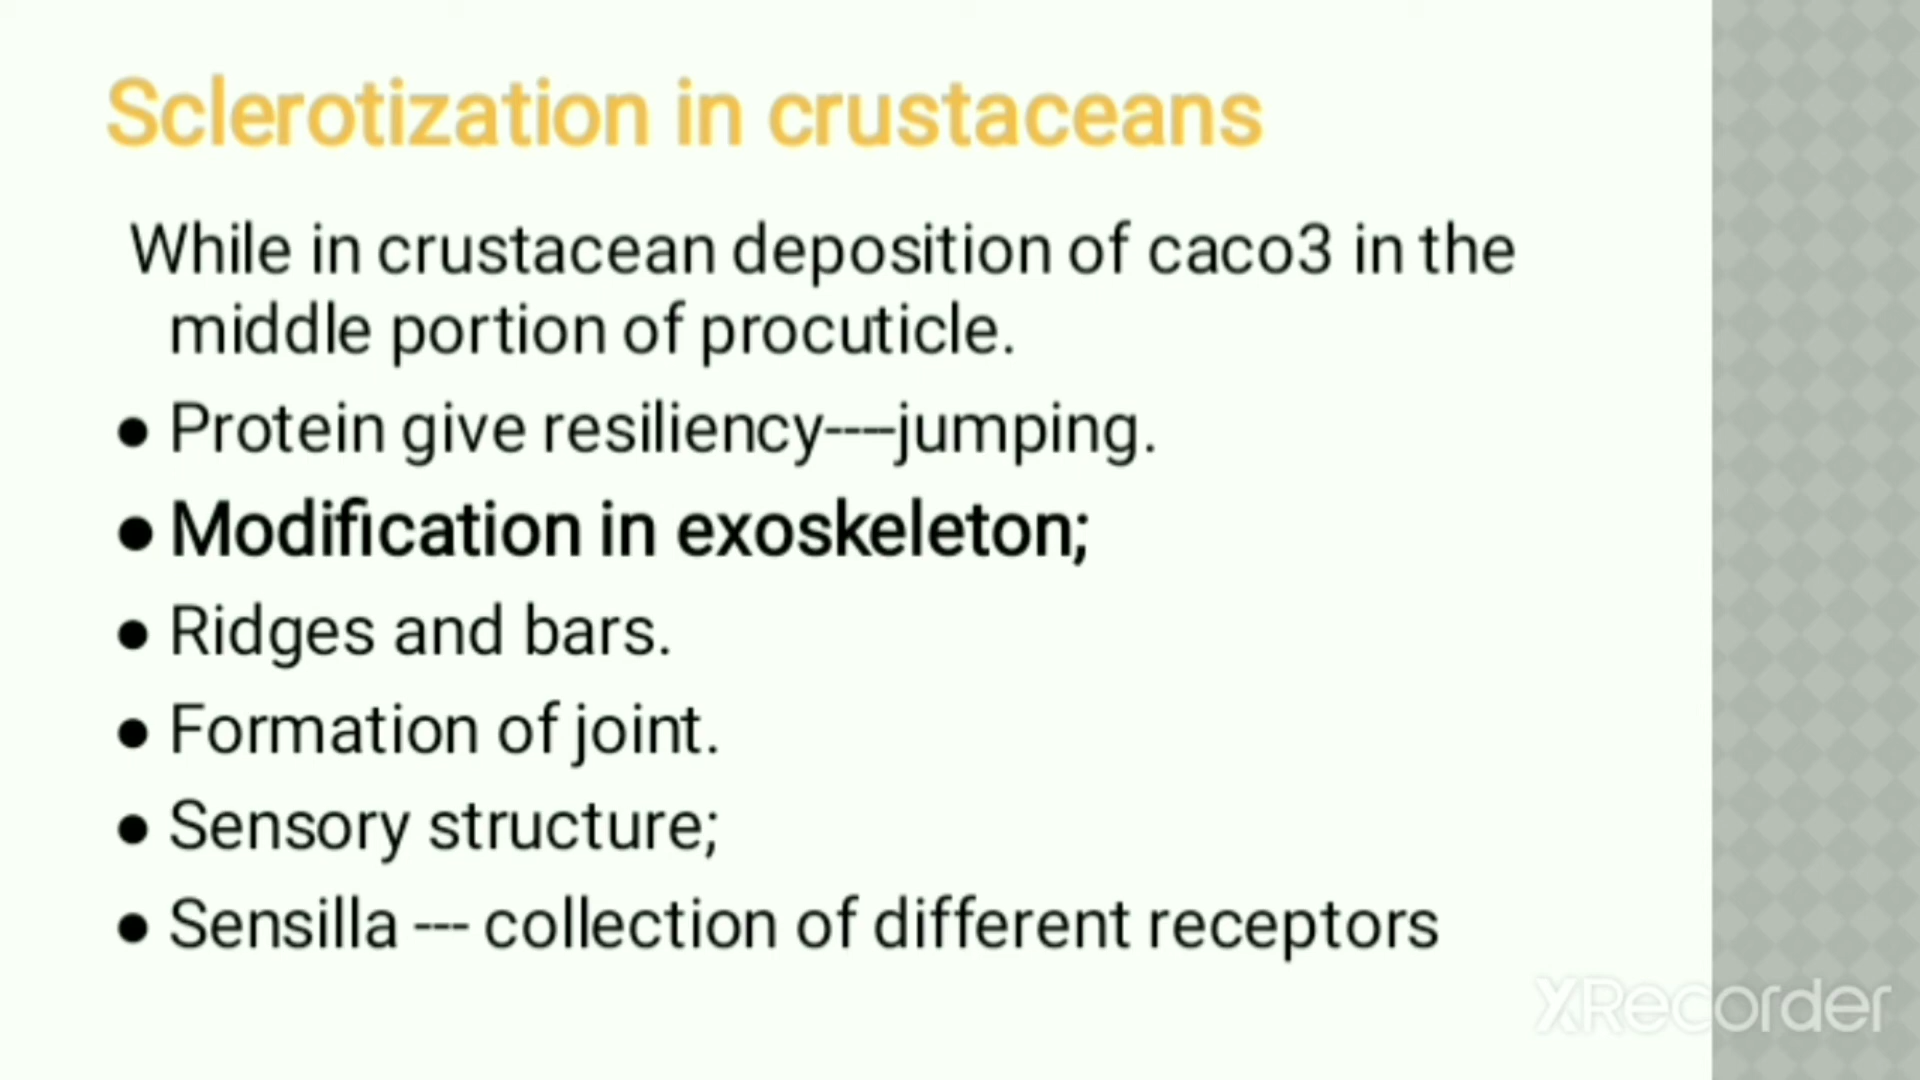 Sclerotization in crustaceans
While in crustacean deposition of caco3 in the
middle portion of procuticle.
● Protein give resiliency----jumping.
● Modification in exoskeleton;
● Ridges and bars.
● Formation of joint.
● Sensory structure;
● Sensilla --- collection of different receptors
XRecorder